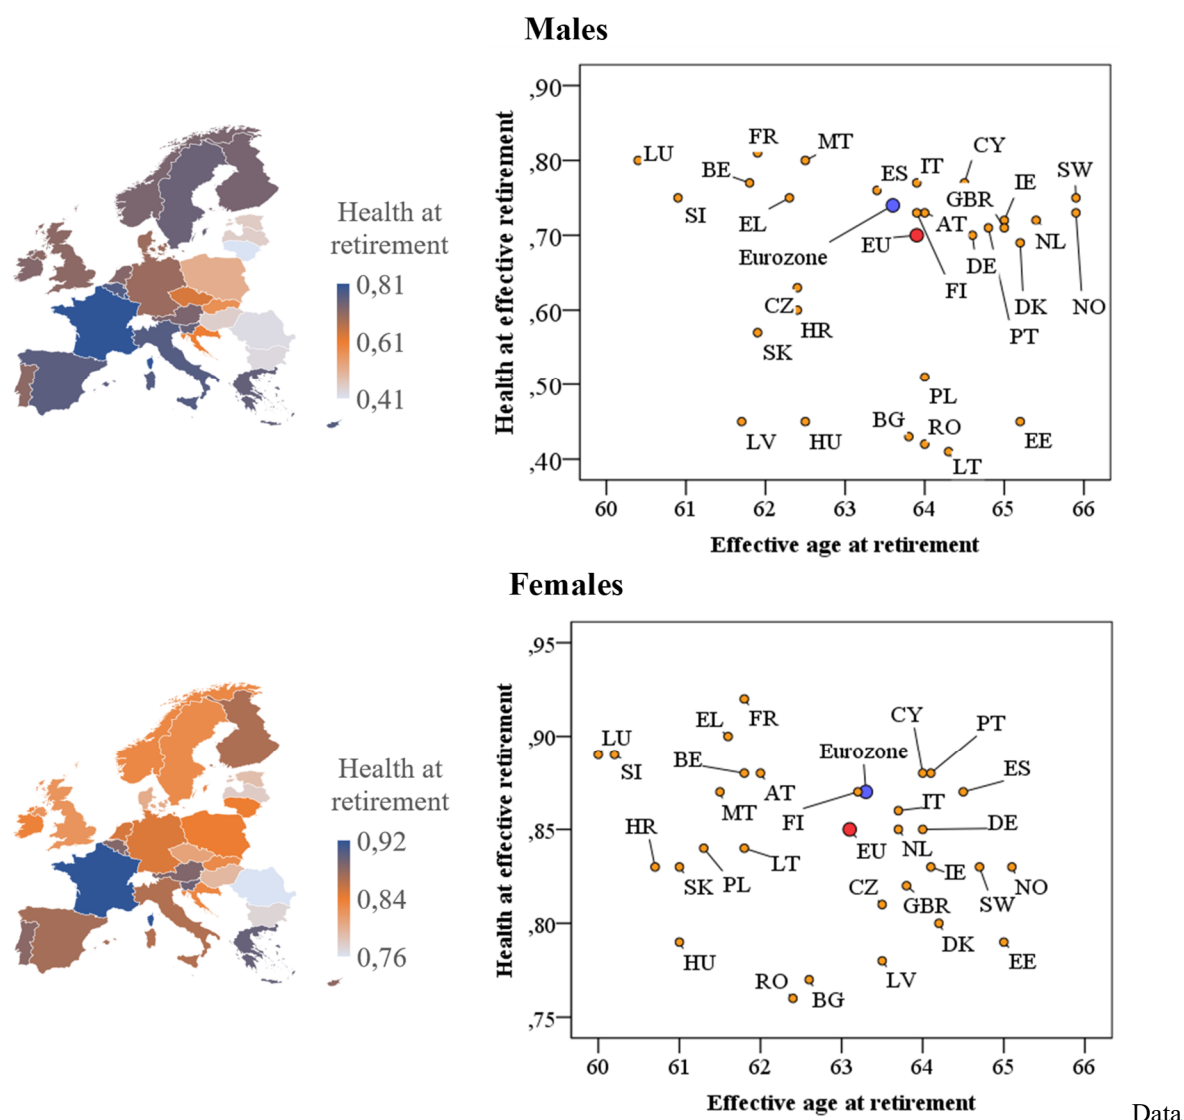 Males
Health at
retirement
0,81
0,61
0,41
Health at effective retirement
,90
,80
,70
,60
,50
,40
LU
FR
MT
BE
SI
EL
ES
IT
CY
SW
IE
GBR
AT
NL
EU
Eurozone
DE
FI
DK
NO
PT
CZ
HR
SK
PL
BG
RO
LV
HU
EE
LT
60
61
62
63
64
65
66
Effective age at retirement
Females
Health at
retirement
0,92
0,84
0,76
Health at effective retirement
,95
,90
,85
,80
,75
LU
SI
EL
FR
CY
PT
Eurozone
BE
AT
ES
MT
FI
IT
HR
EU
NL
DE
SK
PL
LT
IE
CZ
GBR
SW
NO
HU
DK
EE
LV
RO
BG
60
61
62
63
64
65
66
Effective age at retirement
Data